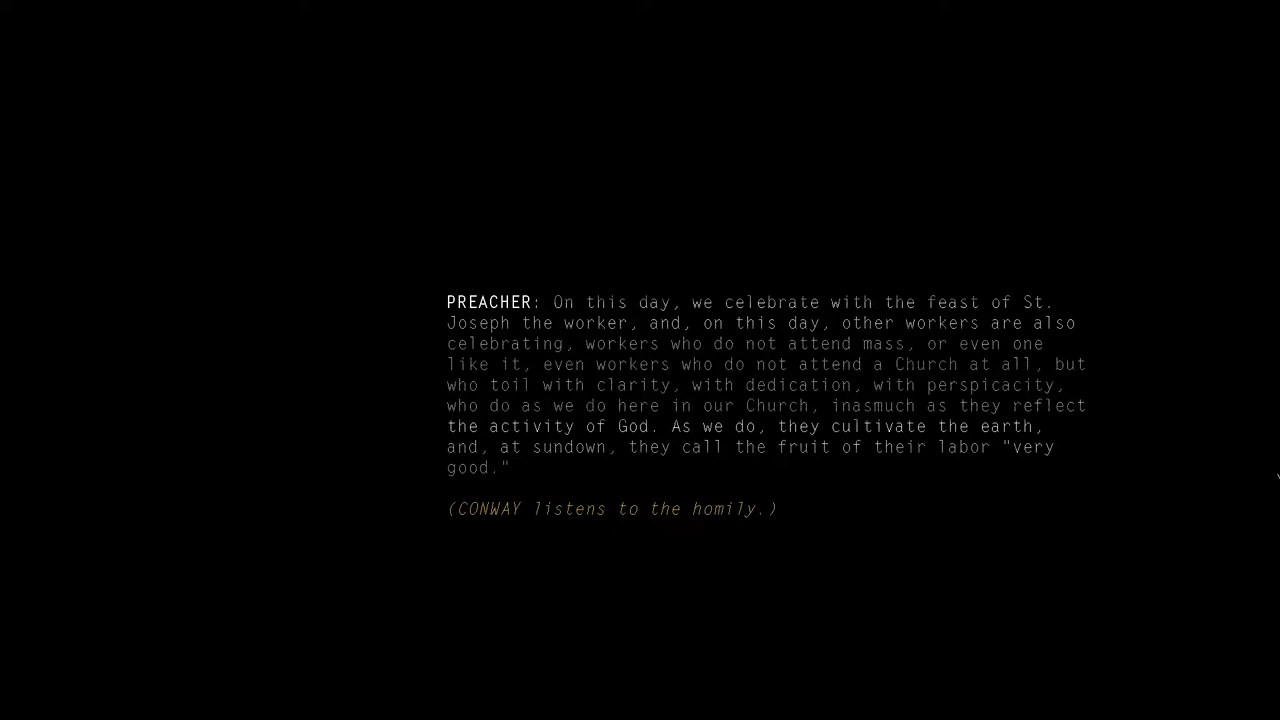 PREACHER: On this day, we celebrate with the feast of St.
Joseph the worker, and, on this day, other workers are also
celebrating, workers who do not attend mass, or even one
like it, even workers who do not attend a Church at all, but
who toil with clarity, with dedication, with perspicacity,
who do as we do here in our Church, inasmuch as they reflect
the activity of God. As we do, they cultivate the earth,
and, at sundown, they call the fruit of their labor "very
good."
(CONWAY listens to the homily.)